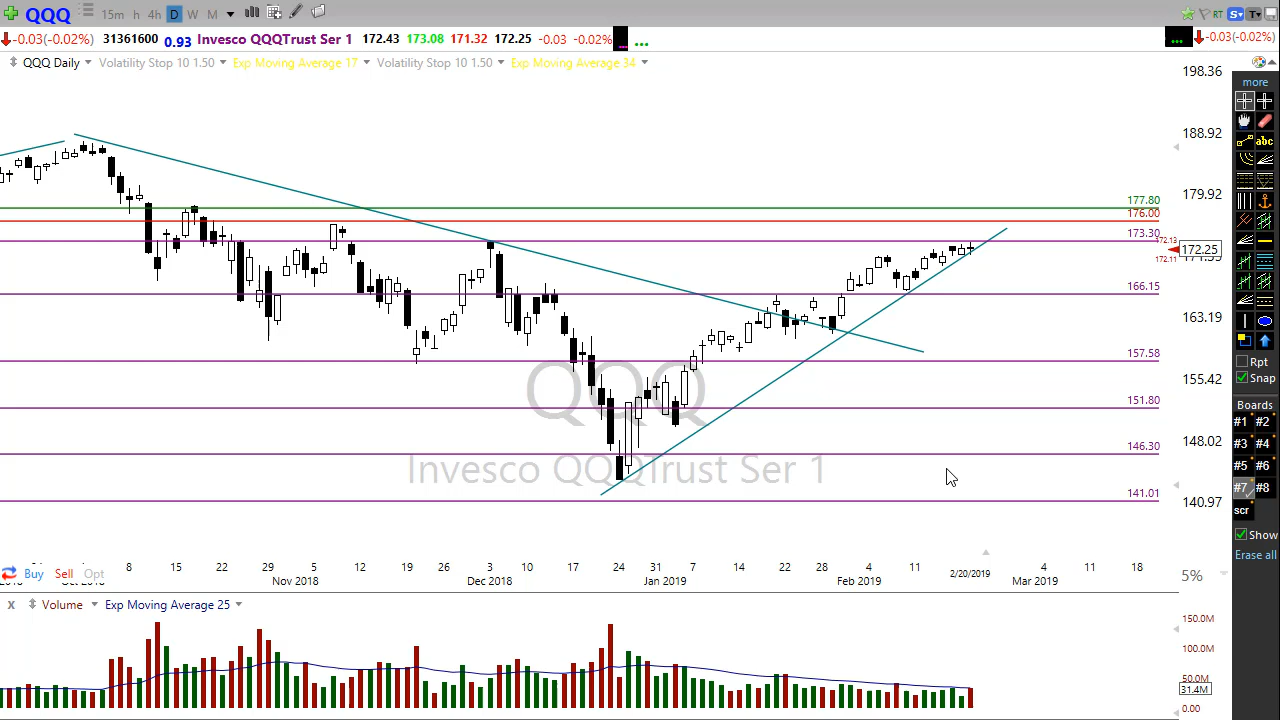 QQQ 15m h 4h D W M RT S T
-0.03(-0.02%) 31361600 0.93 Invesco QQQTrust Ser 1 172.43 173.08 171.32 172.25 -0.03 -0.02% ... ... ... -0.03(-0.02%)
QQQ Daily Volatility Stop 10 1.50 Exp Moving Average 17 Volatility Stop 10 1.50 Exp Moving Average 34
198.36
more
abc
188.92
179.92
177.80
176.00
173.30
172.13
172.25
172.11
166.15
163.19
157.58
Rpt
155.42
Snap
QQQ
151.80
Boards
#1 #2
148.02
#3 #4
146.30
Invesco QQQTrust Ser 1
#5 #6
141.01
#7 #8
140.97
scr
Show
Erase all
8 15 22 29 5 12 19 26 3 10 17 24 31 7 14 22 28 4 11 2/20/2019 4 11 18
Nov 2018 Dec 2018 Jan 2019 Feb 2019 Mar 2019
Buy Sell Opt
5%
X Volume Exp Moving Average 25
150.0M
100.0M
50.0M
31.4M
0.00